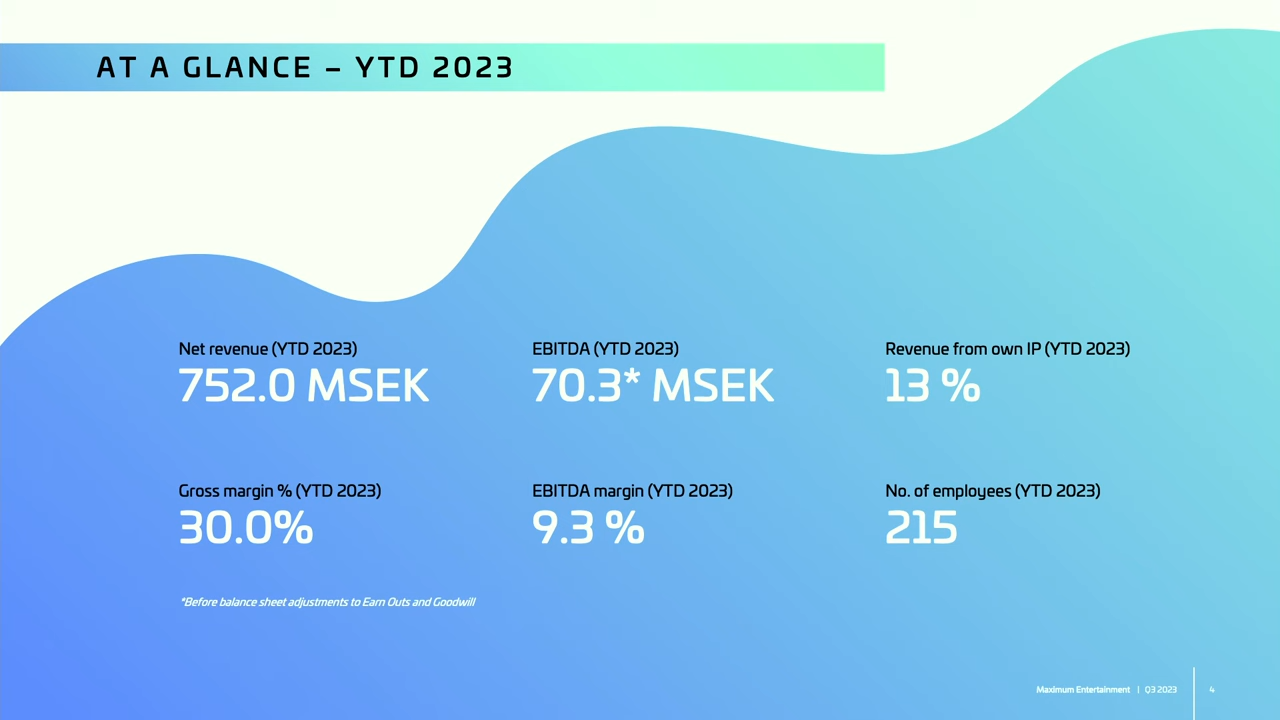 AT A GLANCE – YTD 2023
Net revenue (YTD 2023)
752.0 MSEK
EBITDA (YTD 2023)
70.3* MSEK
Revenue from own IP (YTD 2023)
13 %
Gross margin % (YTD 2023)
30.0%
EBITDA margin (YTD 2023)
9.3 %
No. of employees (YTD 2023)
215
*Before balance sheet adjustments to Earn Outs and Goodwill
Maximum Entertainment | Q3 2023 4